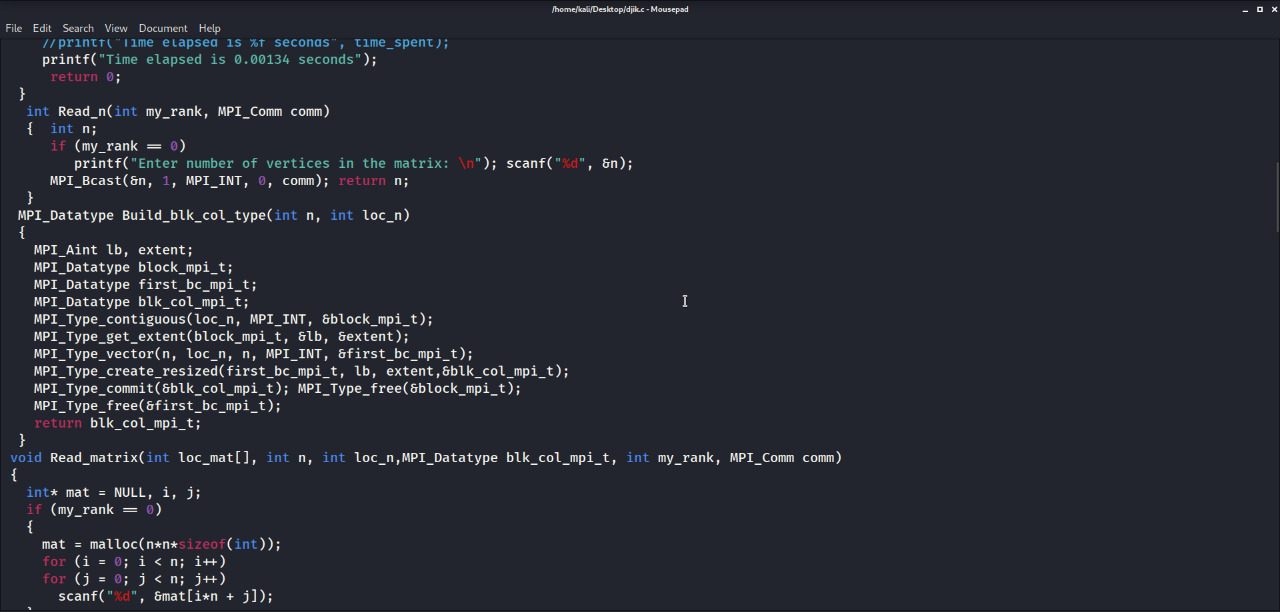 /home/kali/Desktop/djik.c - Mousepad
File Edit Search View Document Help
//printf("Time elapsed is %f seconds", time_spent);
printf("Time elapsed is 0.00134 seconds");
return 0;
}
int Read_n(int my_rank, MPI_Comm comm)
{ int n;
if (my_rank == 0)
printf("Enter number of vertices in the matrix: \n"); scanf("%d", &n);
MPI_Bcast(&n, 1, MPI_INT, 0, comm); return n;
}
MPI_Datatype Build_blk_col_type(int n, int loc_n)
{
MPI_Aint lb, extent;
MPI_Datatype block_mpi_t;
MPI_Datatype first_bc_mpi_t;
MPI_Datatype blk_col_mpi_t;
MPI_Type_contiguous(loc_n, MPI_INT, &block_mpi_t);
MPI_Type_get_extent(block_mpi_t, &lb, &extent);
MPI_Type_vector(n, loc_n, n, MPI_INT, &first_bc_mpi_t);
MPI_Type_create_resized(first_bc_mpi_t, lb, extent,&blk_col_mpi_t);
MPI_Type_commit(&blk_col_mpi_t); MPI_Type_free(&block_mpi_t);
MPI_Type_free(&first_bc_mpi_t);
return blk_col_mpi_t;
}
void Read_matrix(int loc_mat[], int n, int loc_n,MPI_Datatype blk_col_mpi_t, int my_rank, MPI_Comm comm)
{
int* mat = NULL, i, j;
if (my_rank == 0)
{
mat = malloc(n*n*sizeof(int));
for (i = 0; i < n; i++)
for (j = 0; j < n; j++)
scanf("%d", &mat[i*n + j]);
}